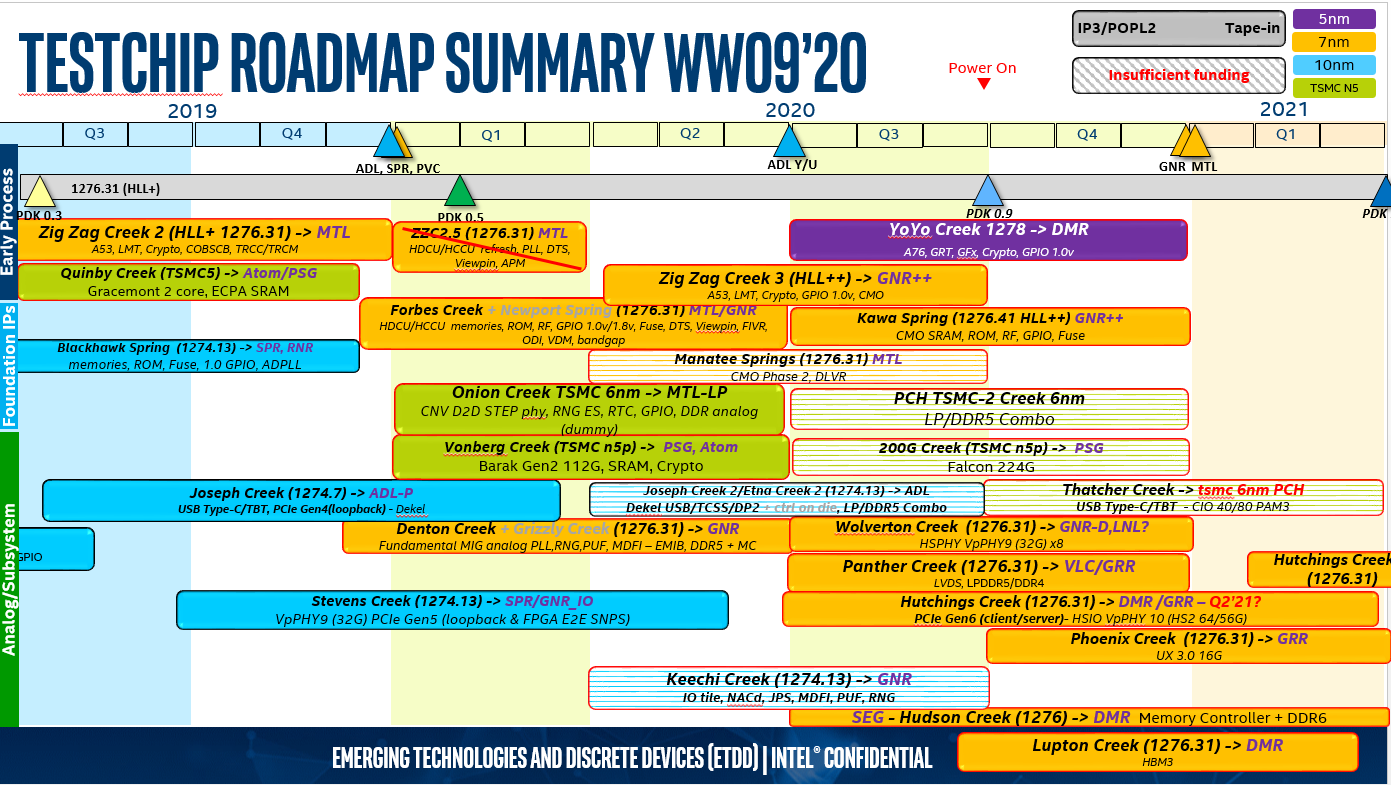 TESTCHIP ROADMAP SUMMARY WW09'20
IP3/POPL2 Tape-in
Insufficient funding
5nm
7nm
10nm
TSMC N5
Power On
2019 2020 2021
Q3 Q4 Q1 Q2 Q3 Q4 Q1
ADL, SPR, PVC
ADL Y/U
GNR MTL
Early Process
1276.31 (HLL+)
PDK 0.3
PDK 0.5
PDK 0.9
PDK
Zig Zag Creek 2 (HLL+ 1276.31) -> MTL
A53, LMT, Crypto, COBSCB, TRCC/TRCM
ZZC2.5 (1276.31) MTL
HDCU/HCCU refresh, PLL, DTS,
Viewpin, APM
YoYo Creek 1278 -> DMR
A76, GRT, GFx, Crypto, GPIO 1.0v
Quinby Creek (TSMC5) -> Atom/PSG
Gracemont 2 core, ECPA SRAM
Zig Zag Creek 3 (HLL++) -> GNR++
A53, LMT, Crypto, GPIO 1.0v, CMO
Foundation IPs
Forbes Creek + Newport Spring (1276.31) MTL/GNR
HDCU/HCCU memories, ROM, RF, GPIO 1.0v/1.8v, Fuse, DTS, Viewpin, FIVR,
ODI, VDM, bandgap
Kawa Spring (1276.41 HLL++) GNR++
CMO SRAM, ROM, RF, GPIO, Fuse
Blackhawk Spring (1274.13) -> SPR, RNR
memories, ROM, Fuse, 1.0 GPIO, ADPLL
Manatee Springs (1276.31) MTL
CMO Phase 2, DLVR
Onion Creek TSMC 6nm -> MTL-LP
CNV D2D STEP phy, RNG ES, RTC, GPIO, DDR analog
(dummy)
PCH TSMC-2 Creek 6nm
LP/DDR5 Combo
Analog/Subsystem
Vonberg Creek (TSMC n5p) -> PSG, Atom
Barak Gen2 112G, SRAM, Crypto
200G Creek (TSMC n5p) -> PSG
Falcon 224G
Joseph Creek (1274.7) -> ADL-P
USB Type-C/TBT, PCIe Gen4(loopback) - Dekel
Joseph Creek 2/Etna Creek 2 (1274.13) -> ADL
Dekel USB/TCSS/DP2 + ctrl on die, LP/DDR5 Combo
Thatcher Creek -> tsmc 6nm PCH
USB Type-C/TBT - CIO 40/80 PAM3
GPIO
Denton Creek + Grizzly Creek (1276.31) -> GNR
Fundamental MIG analog PLL,RNG,PUF, MDFI – EMIB, DDR5 + MC
Wolverton Creek (1276.31) -> GNR-D,LNL?
HSPHY VpPHY9 (32G) x8
Panther Creek (1276.31) -> VLC/GRR
LVDS, LPDDR5/DDR4
Hutchings Creek
(1276.31)
Stevens Creek (1274.13) -> SPR/GNR_IO
VpPHY9 (32G) PCIe Gen5 (loopback & FPGA E2E SNPS)
Hutchings Creek (1276.31) -> DMR /GRR – Q2'21?
PCIe Gen6 (client/server)- HSIO VpPHY 10 (HS2 64/56G)
Phoenix Creek (1276.31) -> GRR
UX 3.0 16G
Keechi Creek (1274.13) -> GNR
IO tile, NACd, JPS, MDFI, PUF, RNG
SEG - Hudson Creek (1276) -> DMR Memory Controller + DDR6
Lupton Creek (1276.31) -> DMR
HBM3
EMERGING TECHNOLOGIES AND DISCRETE DEVICES (ETDD) | INTEL® CONFIDENTIAL